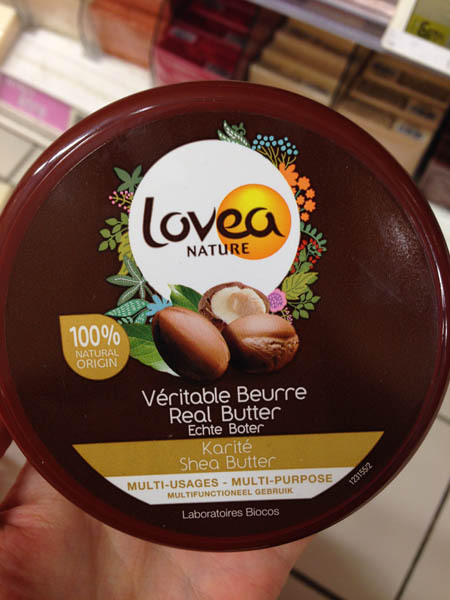 Lovea
NATURE
100%
NATURAL
ORIGIN
Véritable Beurre
Real Butter
Echte Boter
Karité
Shea Butter
MULTI-USAGES - MULTI-PURPOSE
MULTIFUNCTIONEEL GEBRUIK
123155/2
Laboratoires Biocos